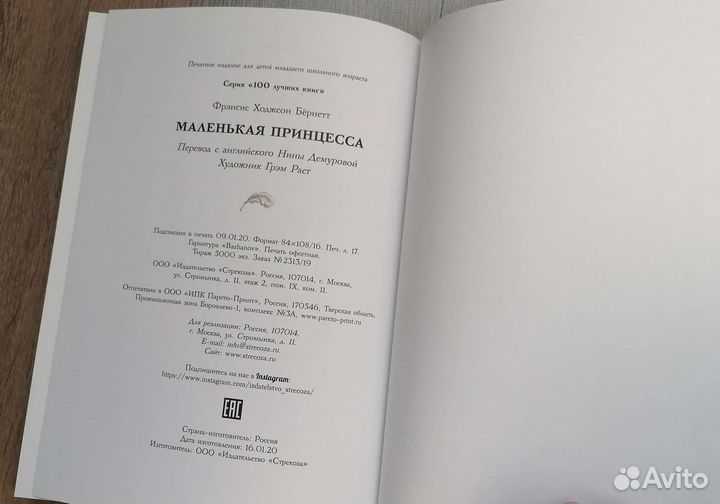 Печатное издание для детей младшего школьного возраста
Серия «100 лучших книг»
Фрэнсис Ходжсон Бёрнетт
МАЛЕНЬКАЯ ПРИНЦЕССА
Перевод с английского Нины Демуровой
Художник Грэм Раст
Подписано в печать 09.01.20. Формат 84×108/16. Печ. л. 17.
Гарнитура «Bazhanov». Печать офсетная.
Тираж 5000 экз. Заказ №2313/19
ООО «Издательство «Стрекоза». Россия, 107014, г. Москва,
ул. Стромынка, д. 11, этаж 2, пом. IX, ком. 11.
Отпечатано в ООО «ИПК Парето-Принт», Россия, 170546, Тверская область,
Промышленная зона Боровлево-1, комплекс №3А, www.pareto-print.ru
Для реализации: Россия, 107014,
г. Москва, ул. Стромынка, д. 11.
E-mail: info@strecoza.ru
Сайт: www.strecoza.ru
Подпишитесь на нас в Instagram:
https://www.instagram.com/izdatelstvo_strecoza/
EAC
Страна-изготовитель: Россия
Дата изготовления: 16.01.20
Изготовитель: ООО «Издательство «Стрекоза»
Avito